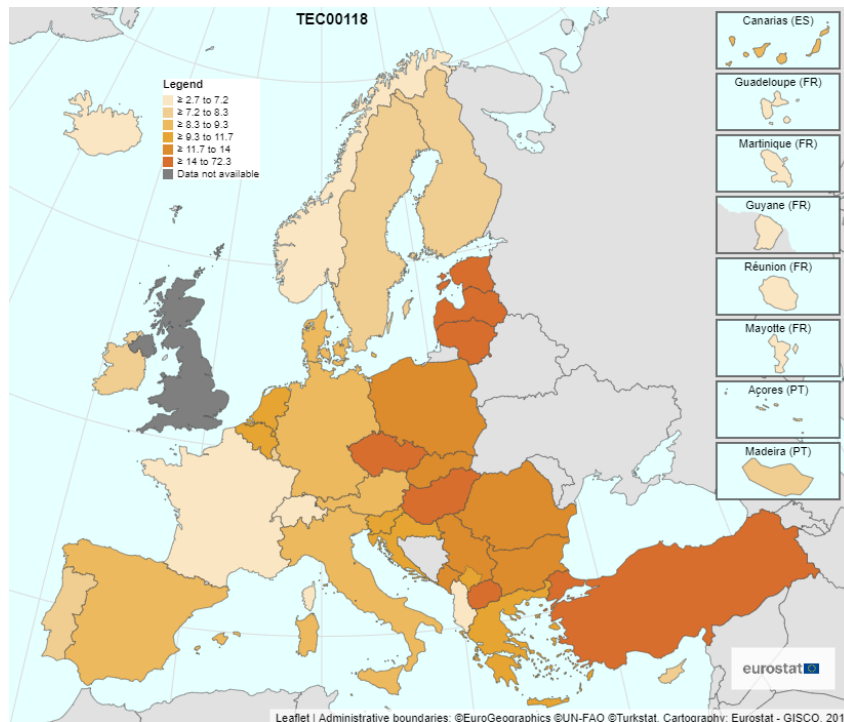 TEC00118
Legend
≥ 2.7 to 7.2
≥ 7.2 to 8.3
≥ 8.3 to 9.3
≥ 9.3 to 11.7
≥ 11.7 to 14
≥ 14 to 72.3
Data not available
Canarias (ES)
Guadeloupe (FR)
Martinique (FR)
Guyane (FR)
Réunion (FR)
Mayotte (FR)
Açores (PT)
Madeira (PT)
eurostat
Leaflet | Administrative boundaries: ©EuroGeographics ©UN-FAO ©Turkstat, Cartography: Eurostat - GISCO, 201